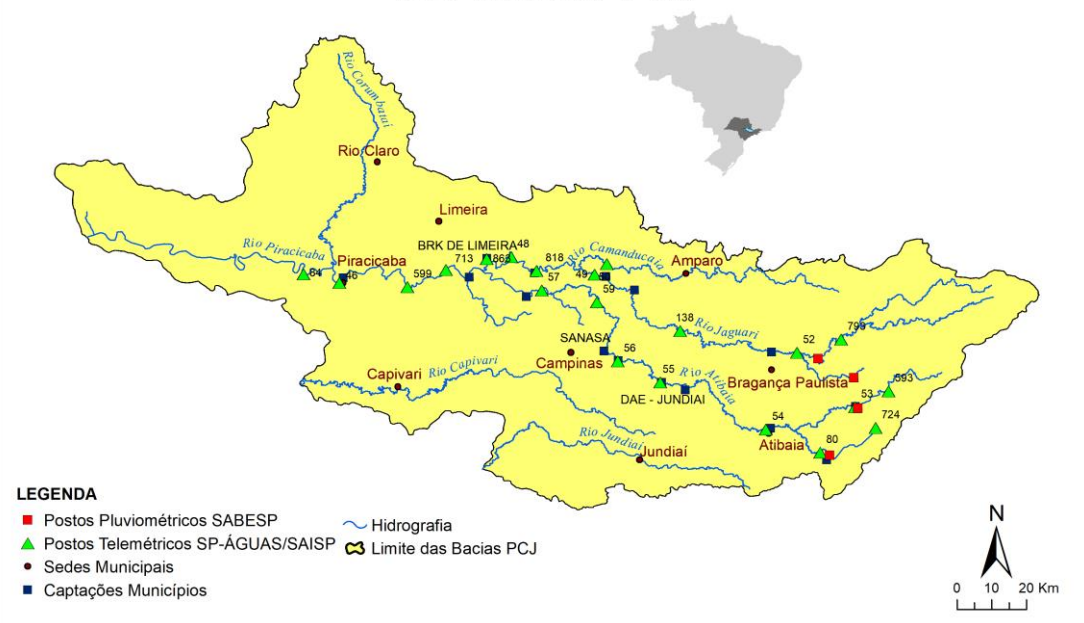 Rio Corumbataí
Rio Claro
Limeira
Rio Piracicaba
BRK DE LIMEIRA
48
Rio Camanducaia
Piracicaba
713
863
818
Amparo
64
46
599
57
49
59
138
Rio Jaguari
52
799
SANASA
56
Campinas
Capivari
Rio Capivari
55
Rio Atibaia
Bragança Paulista
593
DAE - JUNDIAI
53
54
724
Rio Jundiaí
Jundiaí
Atibaia
80
LEGENDA
Postos Pluviométricos SABESP
Postos Telemétricos SP-ÁGUAS/SAISP
Sedes Municipais
Captações Municípios
Hidrografia
Limite das Bacias PCJ
N
0 10 20 Km